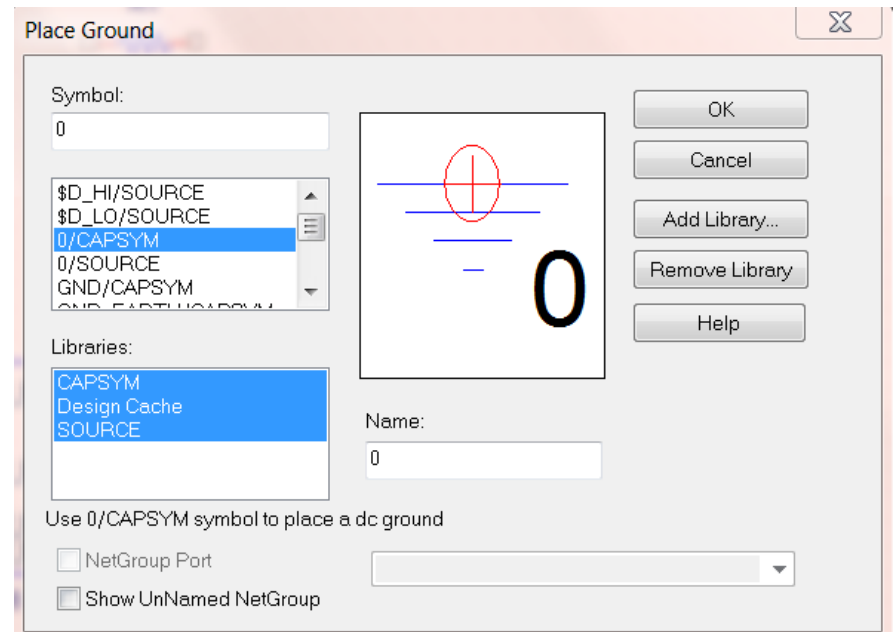 Place Ground
Symbol:
0
$D_HI/SOURCE
$D_LO/SOURCE
0/CAPSYM
0/SOURCE
GND/CAPSYM
Libraries:
CAPSYM
Design Cache
SOURCE
0
Name:
0
OK
Cancel
Add Library...
Remove Library
Help
Use 0/CAPSYM symbol to place a dc ground
NetGroup Port
Show UnNamed NetGroup